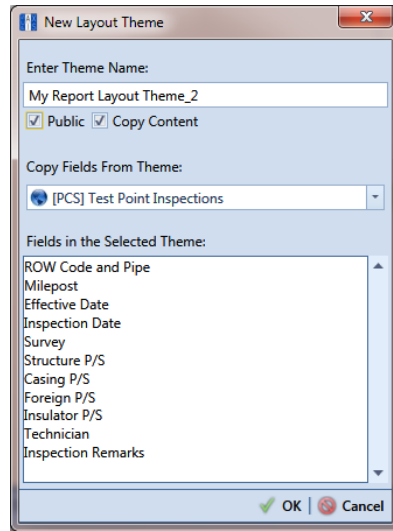 New Layout Theme
Enter Theme Name:
My Report Layout Theme_2
Public Copy Content
Copy Fields From Theme:
[PCS] Test Point Inspections
Fields in the Selected Theme:
ROW Code and Pipe
Milepost
Effective Date
Inspection Date
Survey
Structure P/S
Casing P/S
Foreign P/S
Insulator P/S
Technician
Inspection Remarks
OK | Cancel